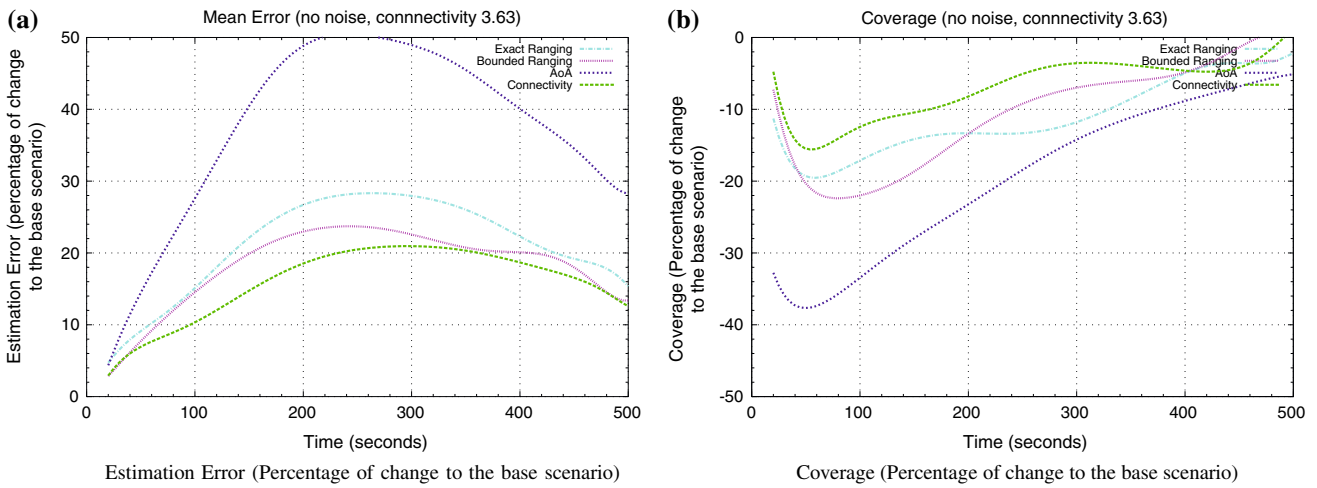 (a)
Mean Error (no noise, connnectivity 3.63)
Estimation Error (percentage of change
to the base scenario)
50
40
30
20
10
0
Exact Ranging
Bounded Ranging
AoA
Connectivity
0 100 200 300 400 500
Time (seconds)
Estimation Error (Percentage of change to the base scenario)
(b)
Coverage (no noise, connnectivity 3.63)
Coverage (Percentage of change
to the base scenario)
0
-10
-20
-30
-40
-50
Exact Ranging
Bounded Ranging
AoA
Connectivity
0 100 200 300 400 500
Time (seconds)
Coverage (Percentage of change to the base scenario)